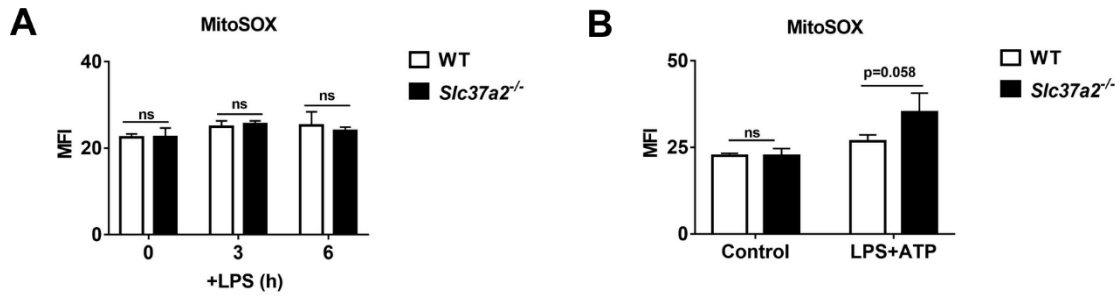 A
MitoSOX
40
20
0
MFI
ns
ns
ns
0
3
6
+LPS (h)
WT
Slc37a2-/-
B
MitoSOX
50
25
0
MFI
ns
p=0.058
Control
LPS+ATP
WT
Slc37a2-/-